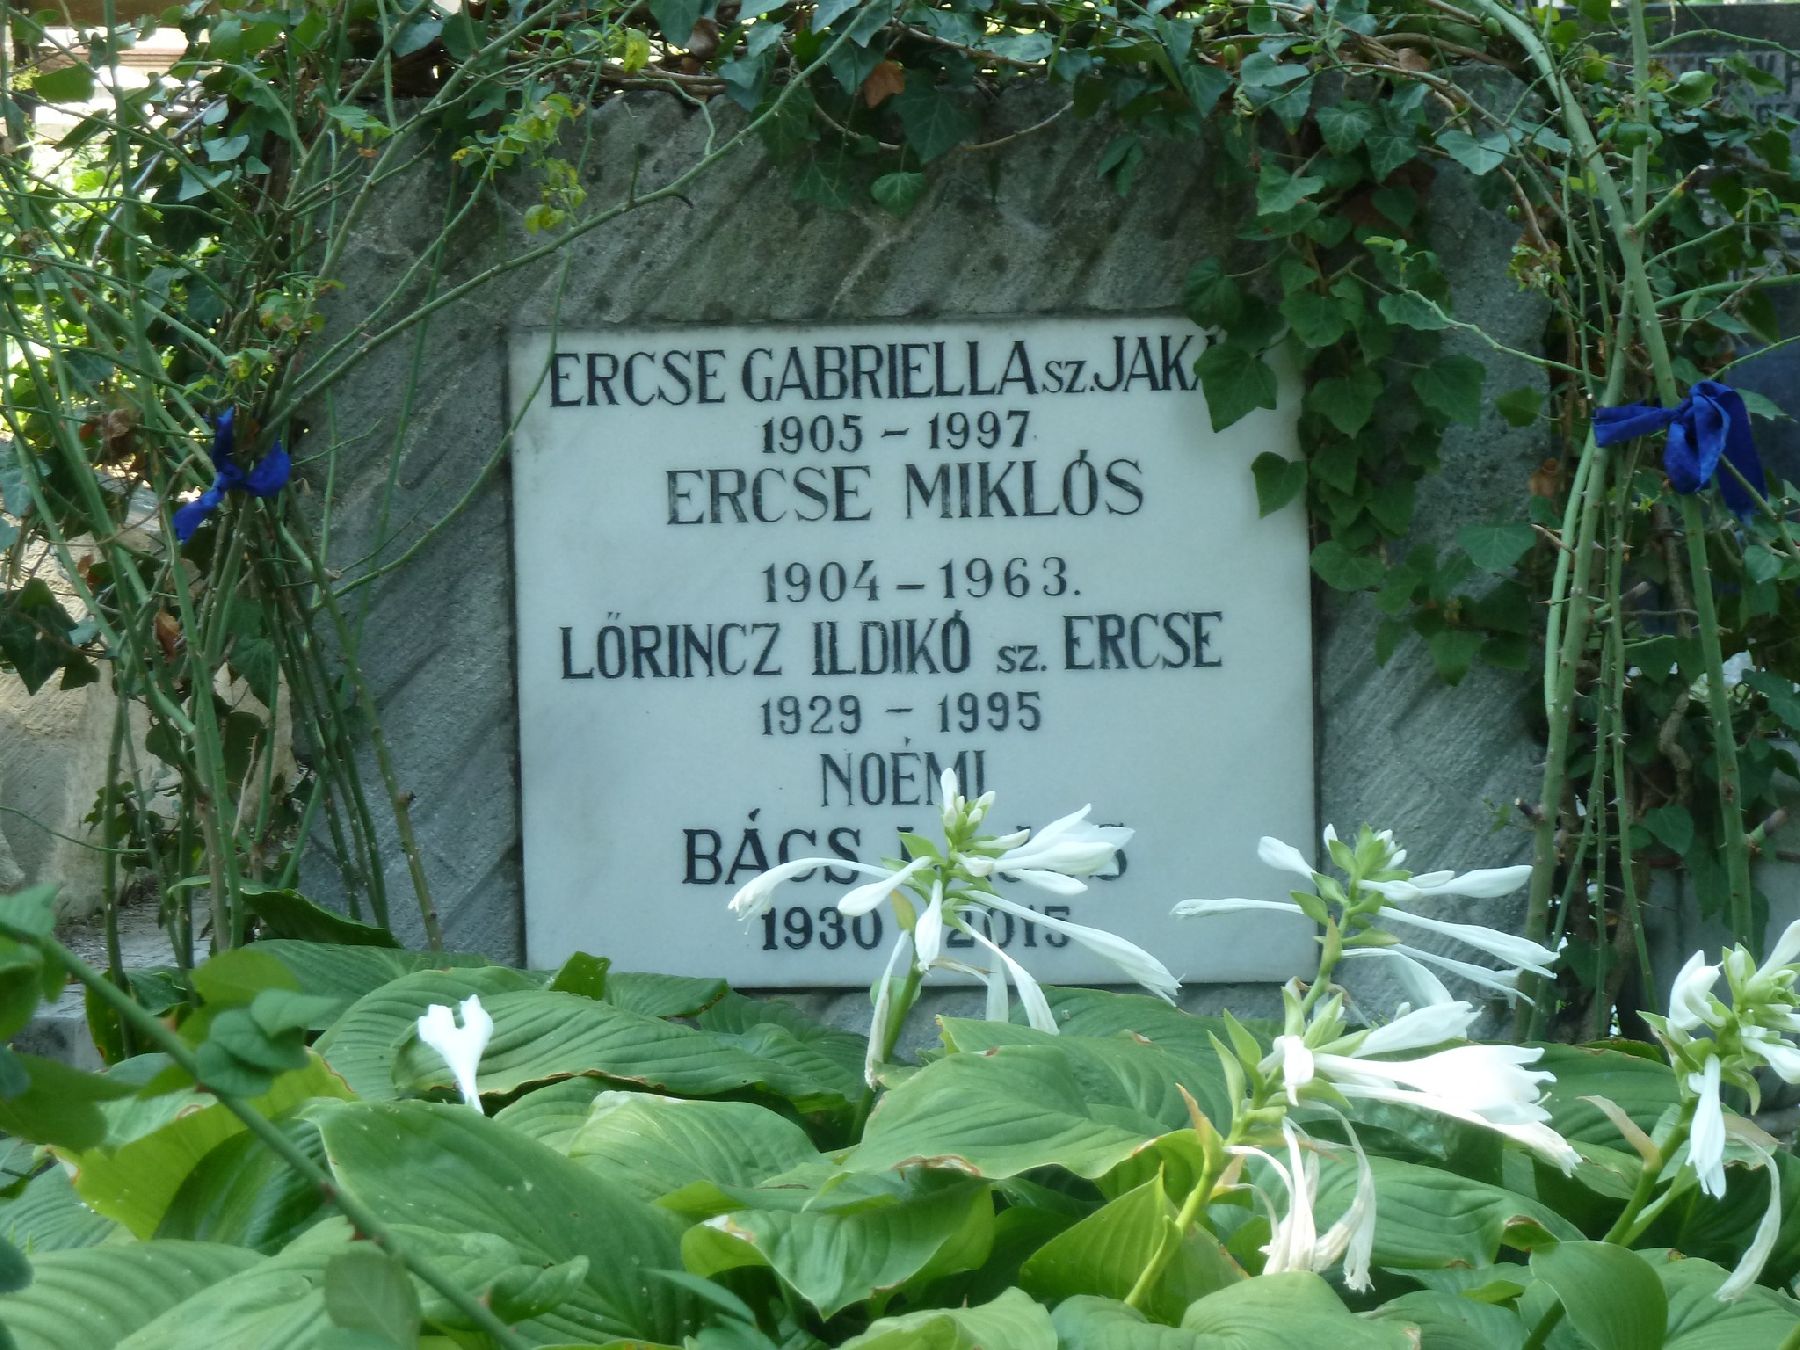 ERCSE GABRIELLA SZ. JAKA
1905 - 1997
ERCSE MIKLÓS
1904 - 1963.
LŐRINCZ ILDIKÓ SZ. ERCSE
1929 - 1995
NOÉMI
BÁCS
1930 2015